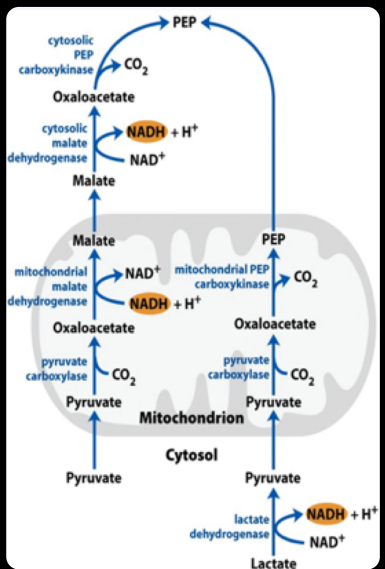 PEP
cytosolic
PEP
carboxykinase
CO2
Oxaloacetate
cytosolic
malate
dehydrogenase
NADH + H+
NAD+
Malate
Malate
mitochondrial
malate
dehydrogenase
NAD+
NADH + H+
Oxaloacetate
pyruvate
carboxylase
CO2
Pyruvate
Pyruvate
PEP
mitochondrial PEP
carboxykinase
CO2
Oxaloacetate
pyruvate
carboxylase
CO2
Pyruvate
Mitochondrion
Cytosol
Pyruvate
lactate
dehydrogenase
NADH + H+
NAD+
Lactate